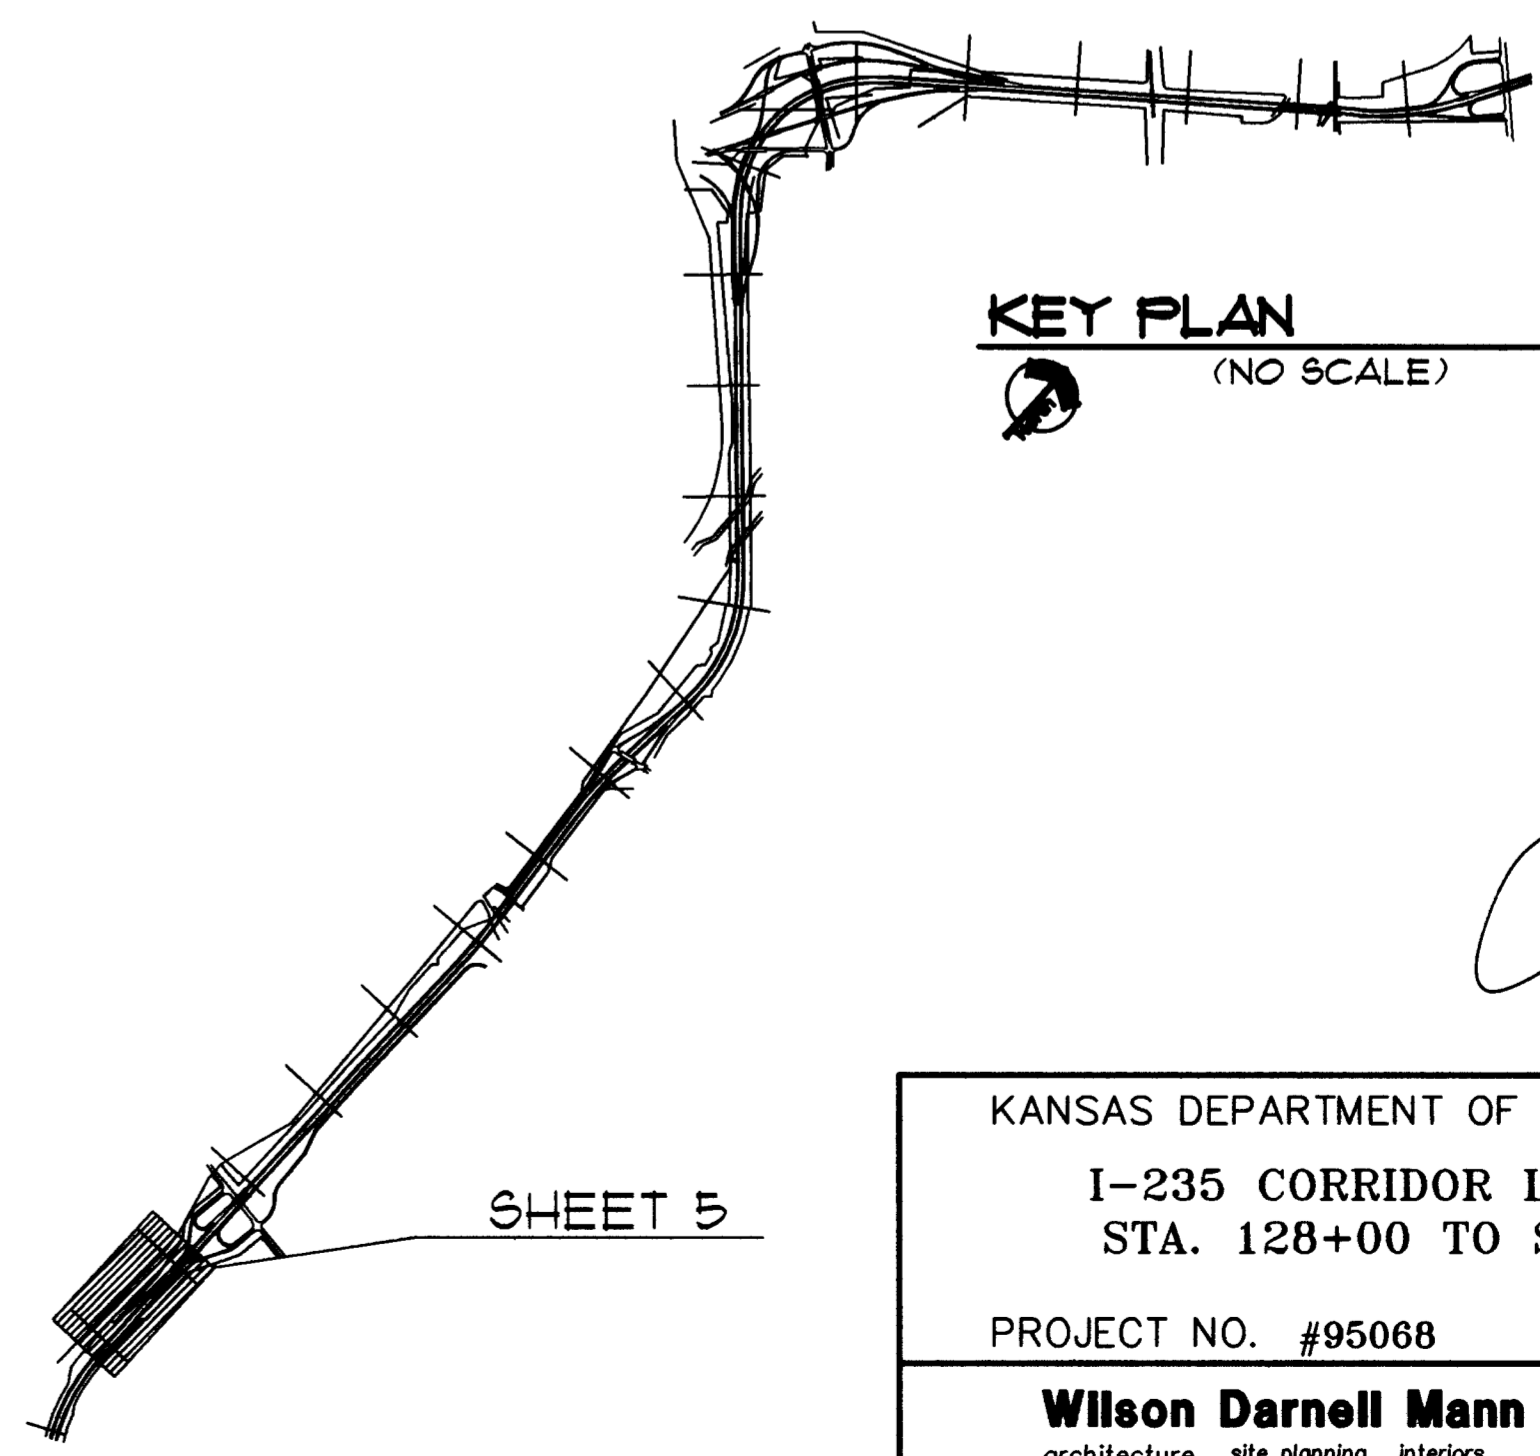 KEY PLAN
(NO SCALE)
SHEET 5
KANSAS DEPARTMENT OF
I-235 CORRIDOR
STA. 128+00 TO
PROJECT NO. #95068
Wilson Darnell Mann
architecture site planning interiors